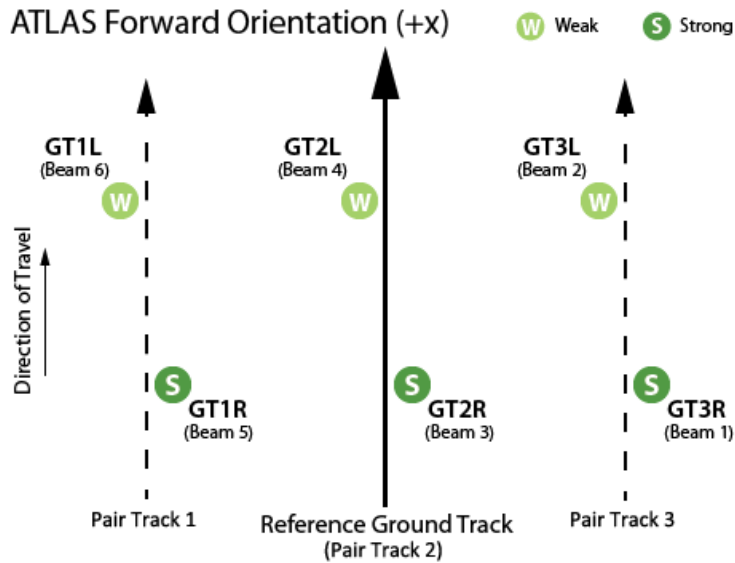 ATLAS Forward Orientation (+x)
W Weak
S Strong
GT1L
(Beam 6)
W
GT2L
(Beam 4)
W
GT3L
(Beam 2)
W
Direction of Travel
S
GT1R
(Beam 5)
S
GT2R
(Beam 3)
S
GT3R
(Beam 1)
Pair Track 1
Reference Ground Track
(Pair Track 2)
Pair Track 3